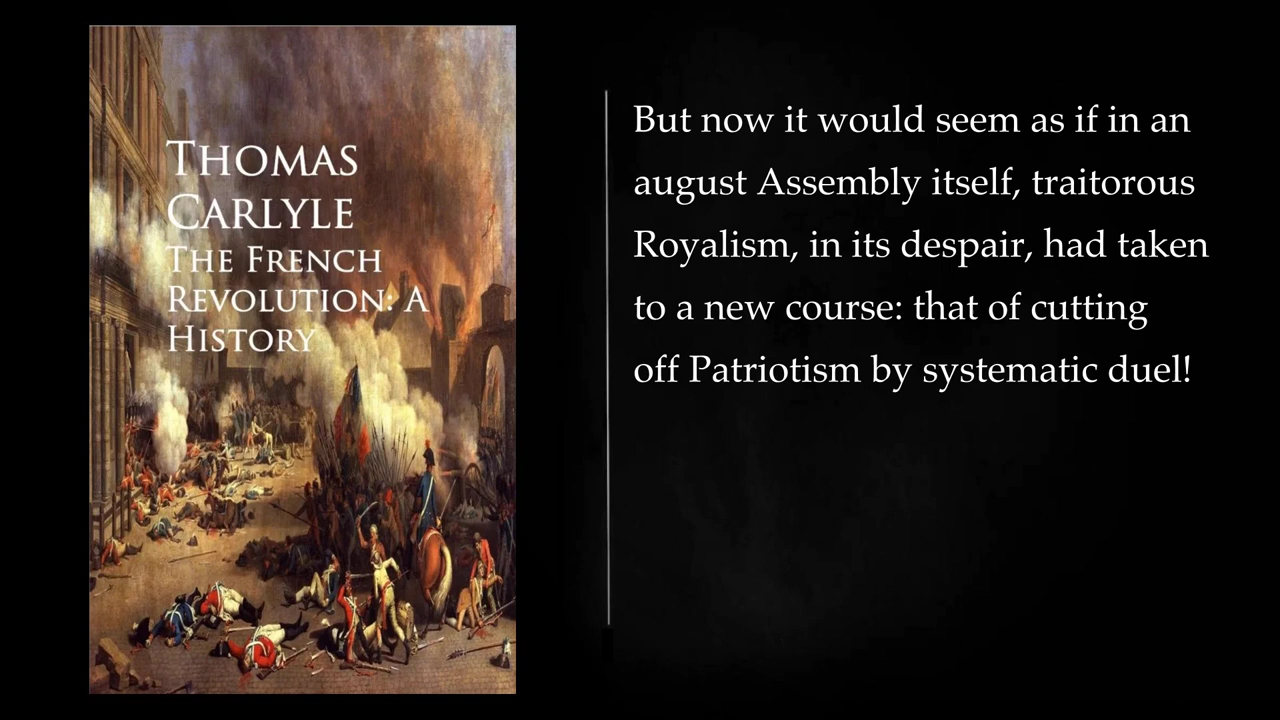 THOMAS
CARLYLE
THE FRENCH
REVOLUTION: A
HISTORY
But now it would seem as if in an
august Assembly itself, traitorous
Royalism, in its despair, had taken
to a new course: that of cutting
off Patriotism by systematic duel!